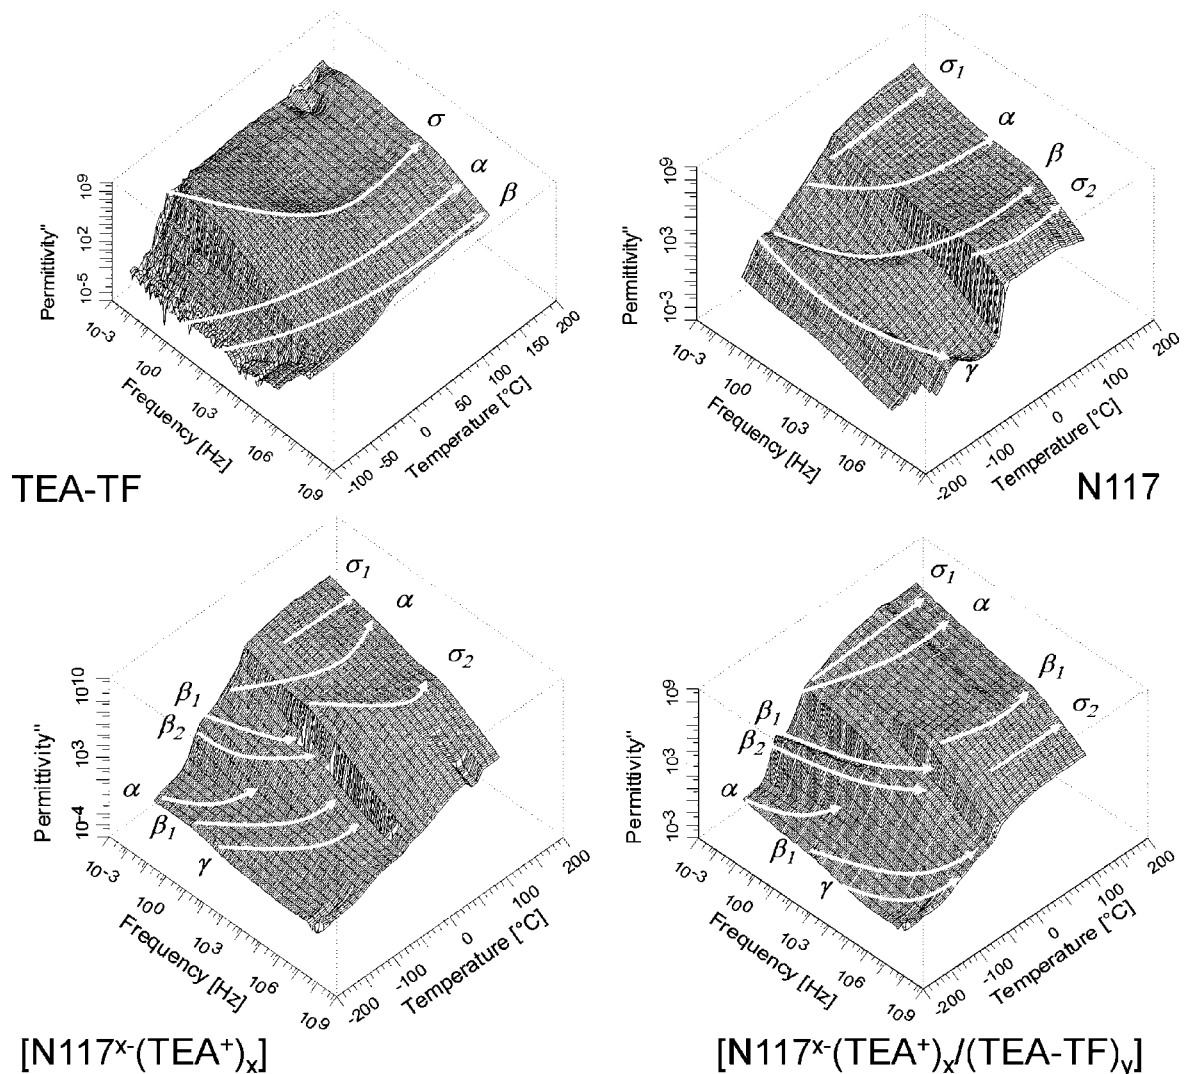 σ
α
β
10⁹
10²
10⁻⁵
Permittivity"
10⁻³
10⁰
10³
10⁶
10⁹
Frequency [Hz]
-100
-50
0
50
100
150
200
Temperature [°C]
TEA-TF
σ₁
α
β
σ₂
γ
10⁹
10³
10⁻³
Permittivity"
10⁻³
10⁰
10³
10⁶
Frequency [Hz]
-200
-100
0
100
200
Temperature [°C]
N117
σ₁
α
σ₂
β₁
β₂
α
β₁
γ
10¹⁰
10³
10⁻⁴
Permittivity"
10⁻³
10⁰
10³
10⁶
10⁹
Frequency [Hz]
-200
-100
0
100
200
Temperature [°C]
[N117ˣ⁻(TEA⁺)ₓ]
σ₁
α
β₁
σ₂
β₁
β₂
α
β₁
γ
10⁹
10³
10⁻³
Permittivity"
10⁻³
10⁰
10³
10⁶
10⁹
Frequency [Hz]
-200
-100
0
100
200
Temperature [°C]
[N117ˣ⁻(TEA⁺)ₓ/(TEA-TF)y]